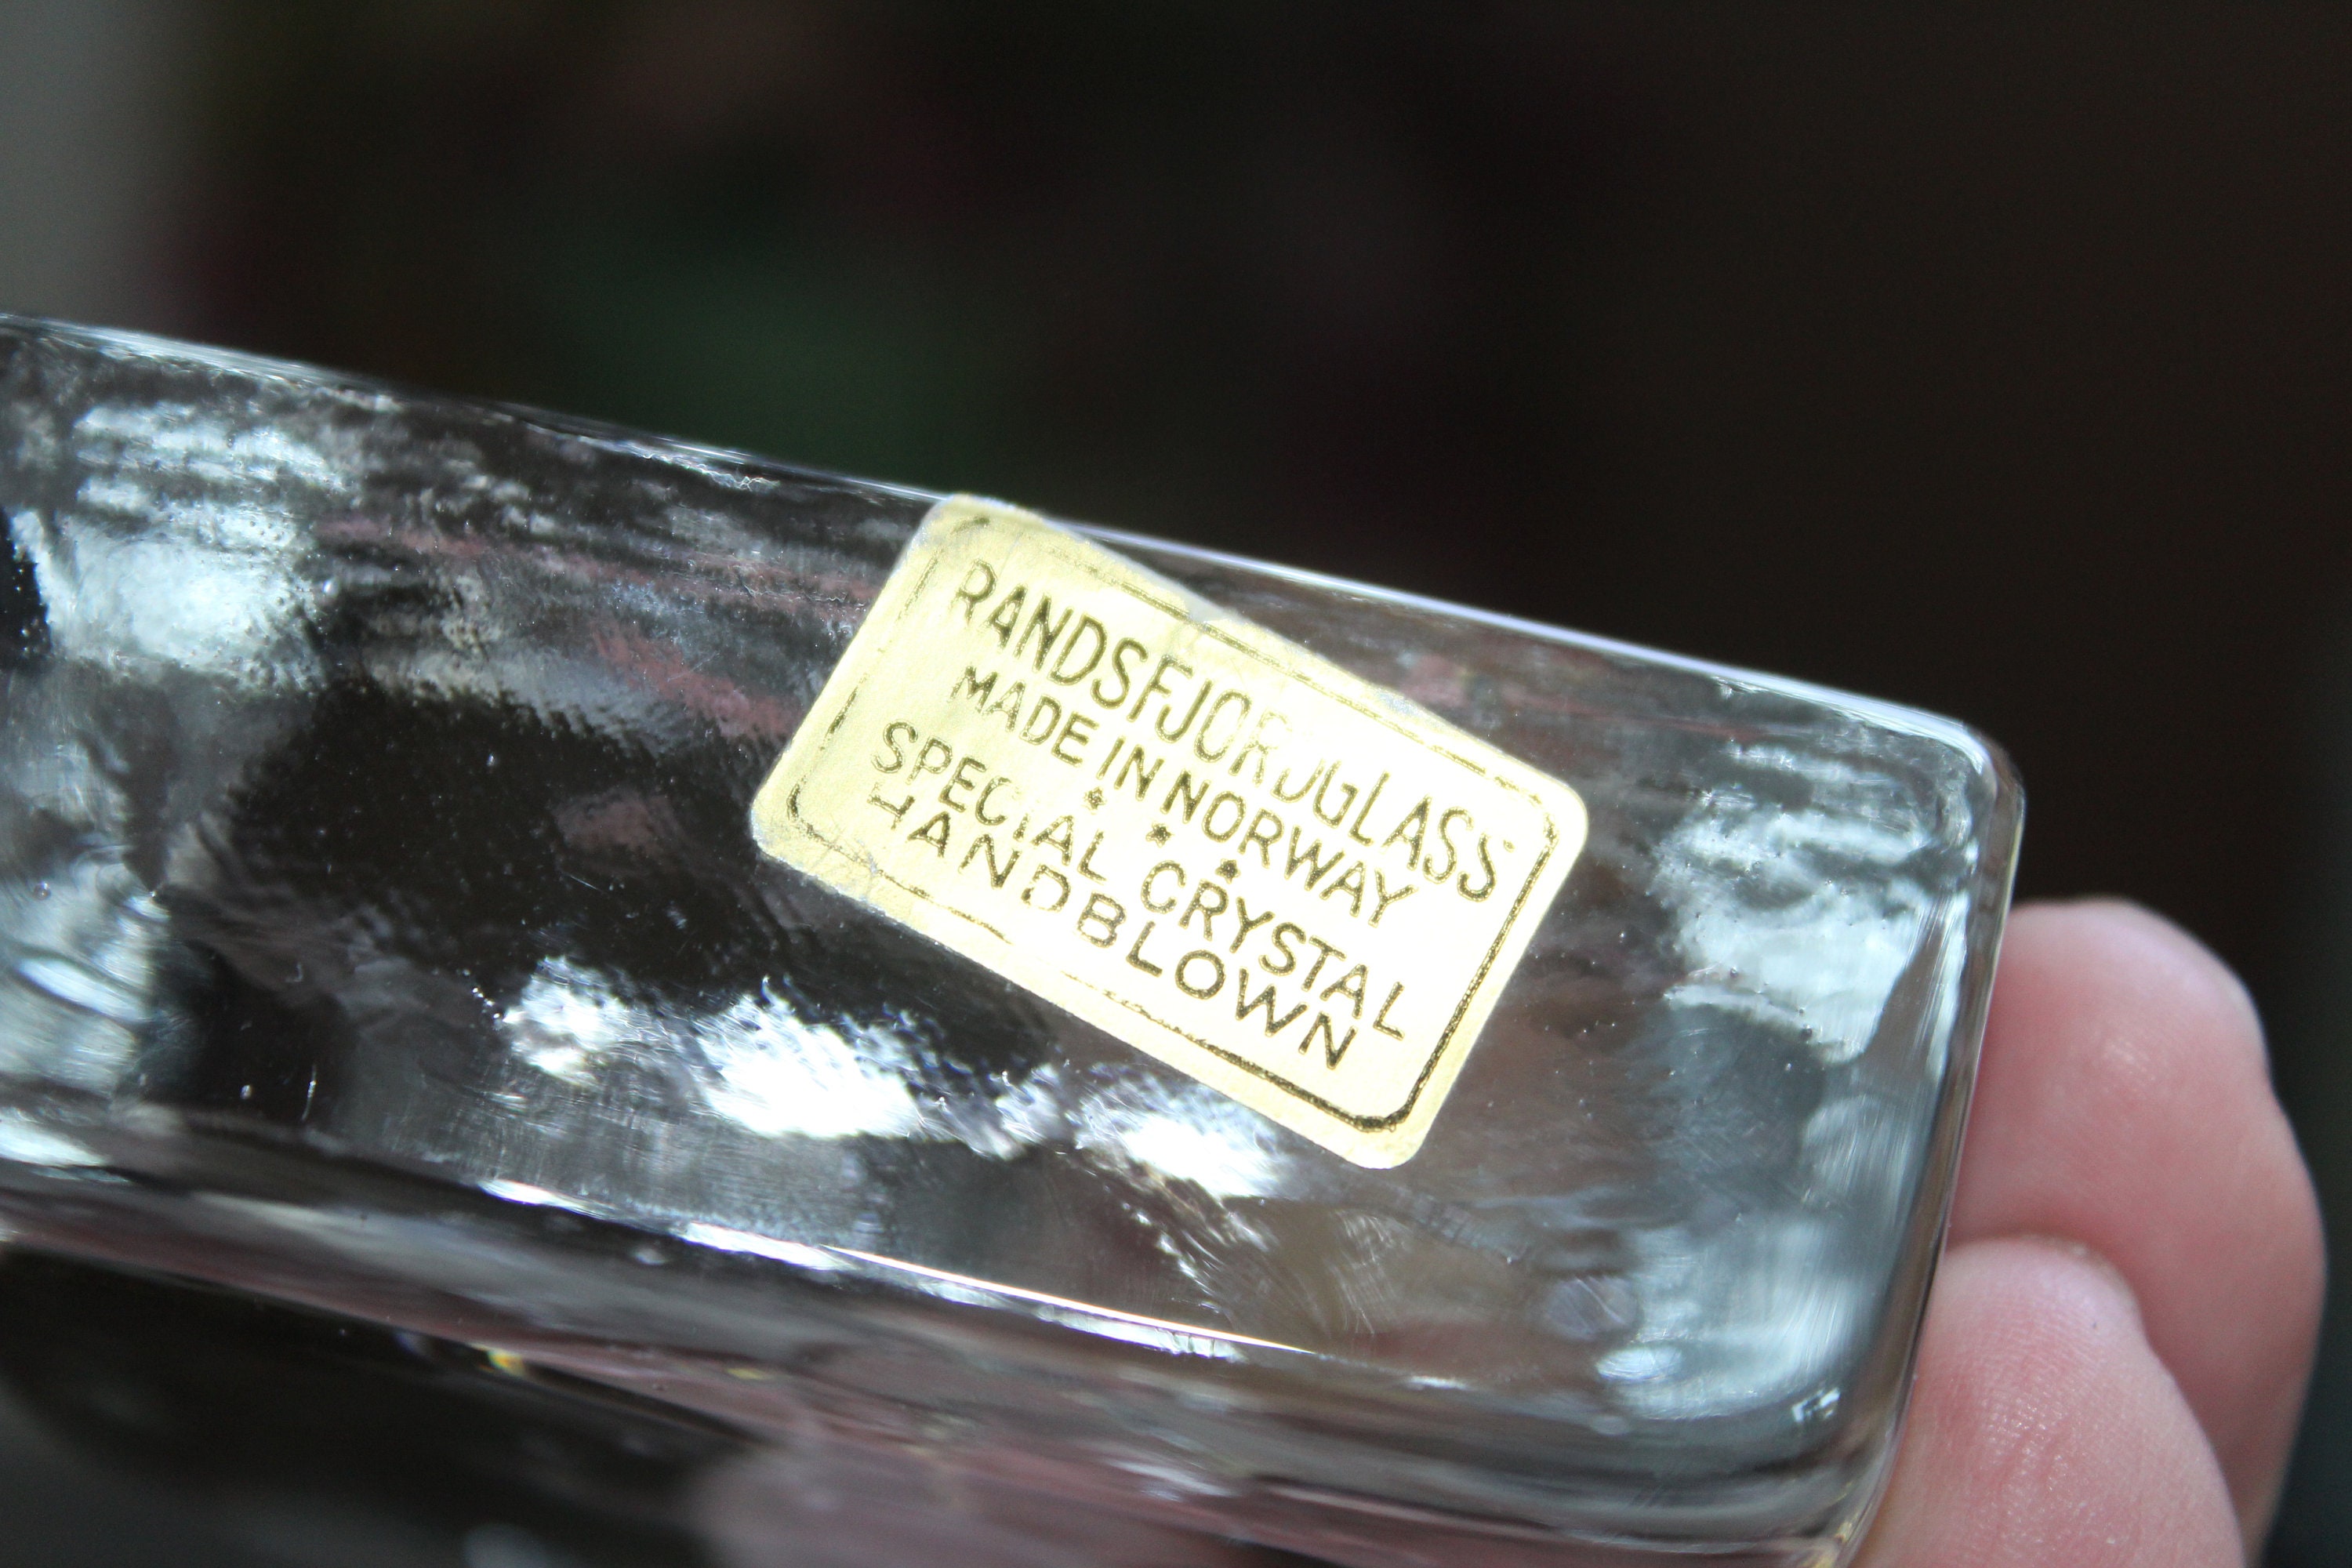 RANDSFJORDGLASS
MADE IN NORWAY
* * *
SPECIAL CRYSTAL
HANDBLOWN